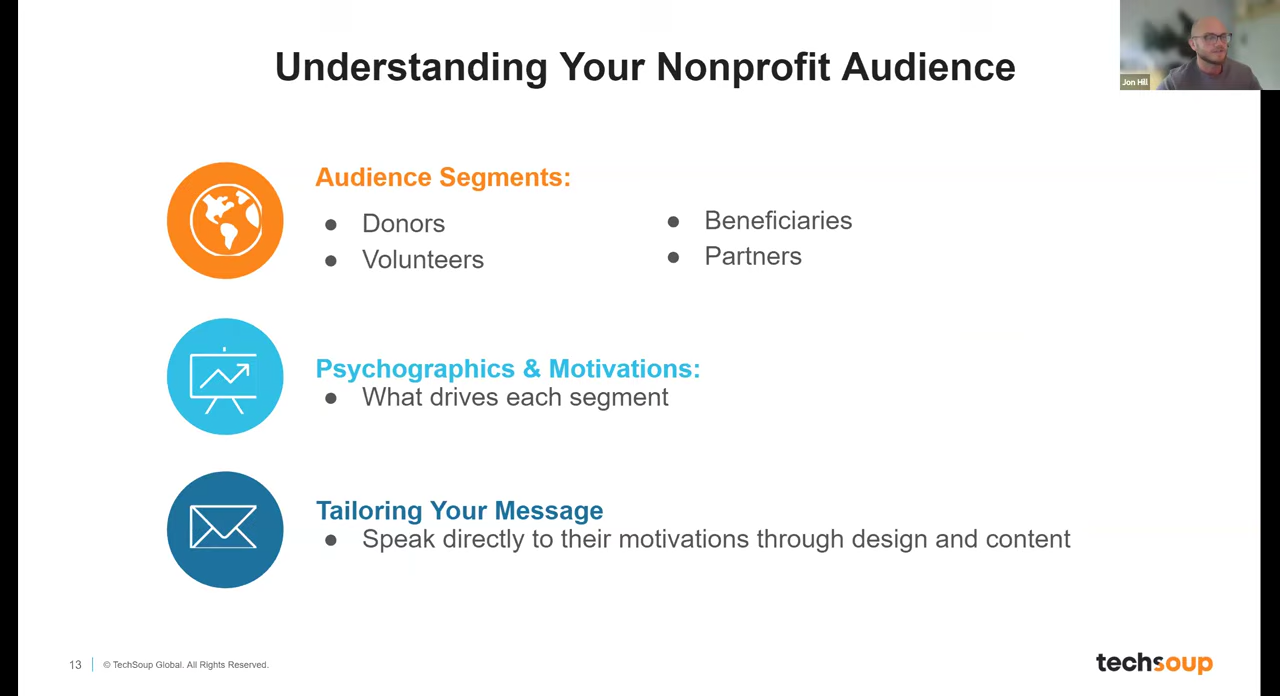 Understanding Your Nonprofit Audience
Jon Hill
Audience Segments:
● Donors
● Volunteers
● Beneficiaries
● Partners
Psychographics & Motivations:
● What drives each segment
Tailoring Your Message
● Speak directly to their motivations through design and content
13
© TechSoup Global. All Rights Reserved.
techsoup